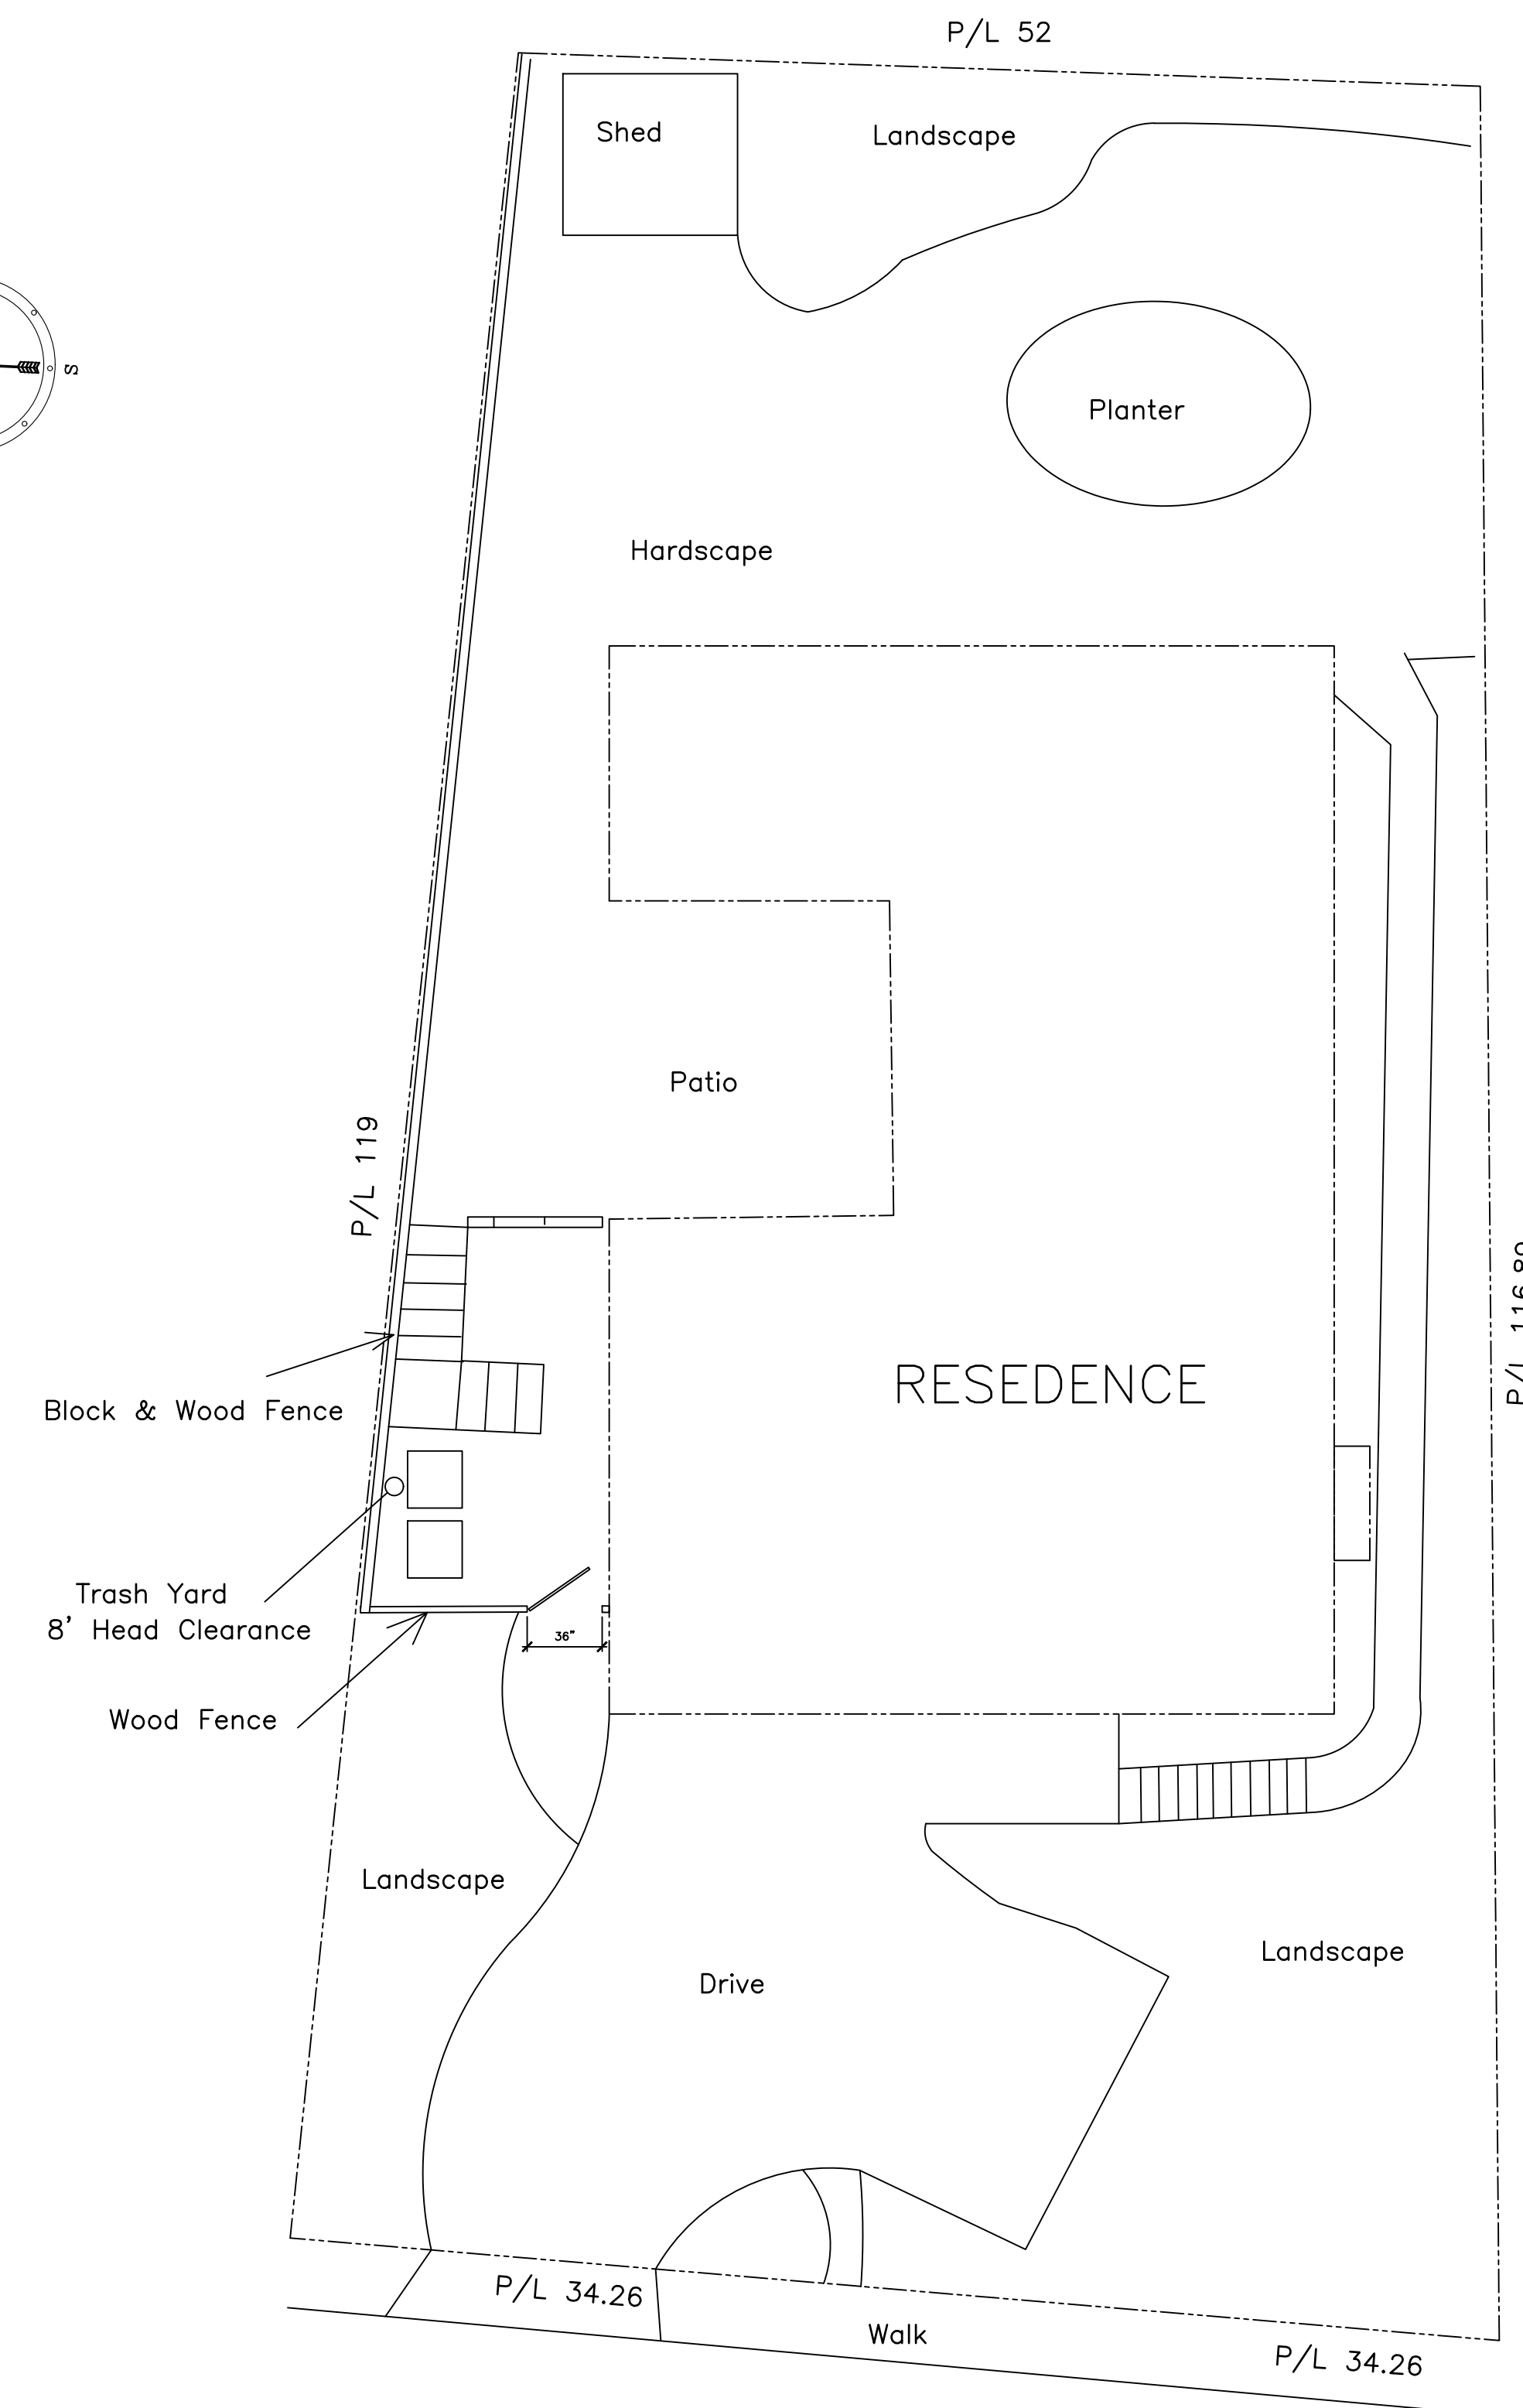 P/L 52
Shed
Landscape
S
Planter
Hardscape
Patio
P/L 119
RESEDENCE
Block & Wood Fence
Trash Yard
8' Head Clearance
36"
Wood Fence
Landscape
Landscape
Drive
P/L 34.26
Walk
P/L 34.26
P/L